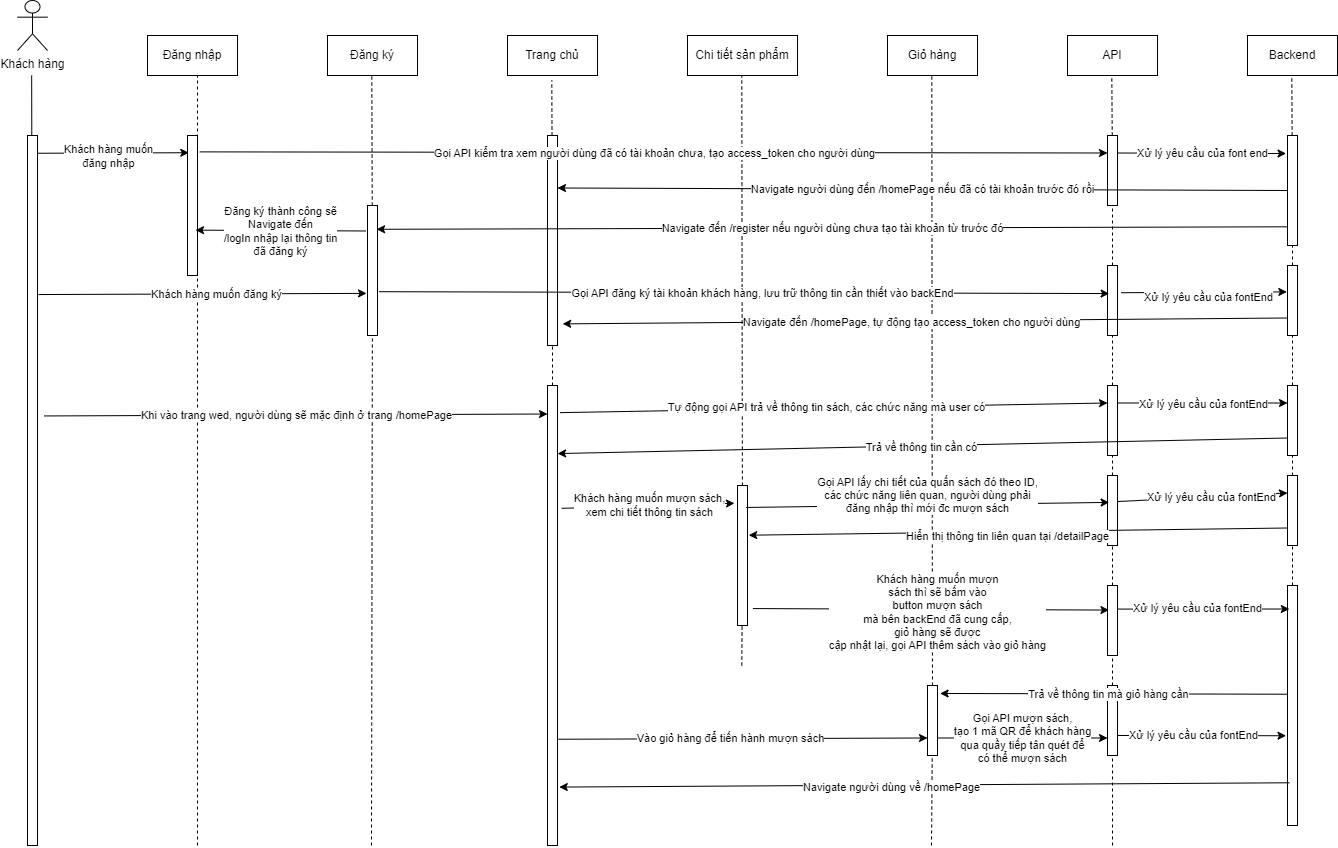 Khách hàng
Đăng nhập
Đăng ký
Trang chủ
Chi tiết sản phẩm
Giỏ hàng
API
Backend
Khách hàng muốn
đăng nhập
Gọi API kiểm tra xem người dùng đã có tài khoản chưa, tạo access_token cho người dùng
Xử lý yêu cầu của font end
Navigate người dùng đến /homePage nếu đã có tài khoản trước đó rồi
Đăng ký thành công sẽ
Navigate đến
/logIn nhập lại thông tin
đã đăng ký
Navigate đến /register nếu người dùng chưa tạo tài khoản từ trước đó
Khách hàng muốn đăng ký
Gọi API đăng ký tài khoản khách hàng, lưu trữ thông tin cần thiết vào backEnd
Xử lý yêu cầu của fontEnd
Navigate đến /homePage, tự động tạo access_token cho người dùng
Khi vào trang wed, người dùng sẽ mặc định ở trang /homePage
Tự động gọi API trả về thông tin sách, các chức năng mà user có
Xử lý yêu cầu của fontEnd
Trả về thông tin cần có
Khách hàng muốn mượn sách,
xem chi tiết thông tin sách
Gọi API lấy chi tiết của quấn sách đó theo ID,
các chức năng liên quan, người dùng phải
đăng nhập thì mới đc mượn sách
Xử lý yêu cầu của fontEnd
Hiển thị thông tin liên quan tại /detailPage
Khách hàng muốn mượn
sách thì sẽ bấm vào
button mượn sách
mà bên backEnd đã cung cấp,
giỏ hàng sẽ được
cập nhật lại, gọi API thêm sách vào giỏ hàng
Xử lý yêu cầu của fontEnd
Trả về thông tin mà giỏ hàng cần
Vào giỏ hàng để tiến hành mượn sách
Gọi API mượn sách,
tạo 1 mã QR để khách hàng
qua quầy tiếp tân quét để
có thể mượn sách
Xử lý yêu cầu của fontEnd
Navigate người dùng về /homePage